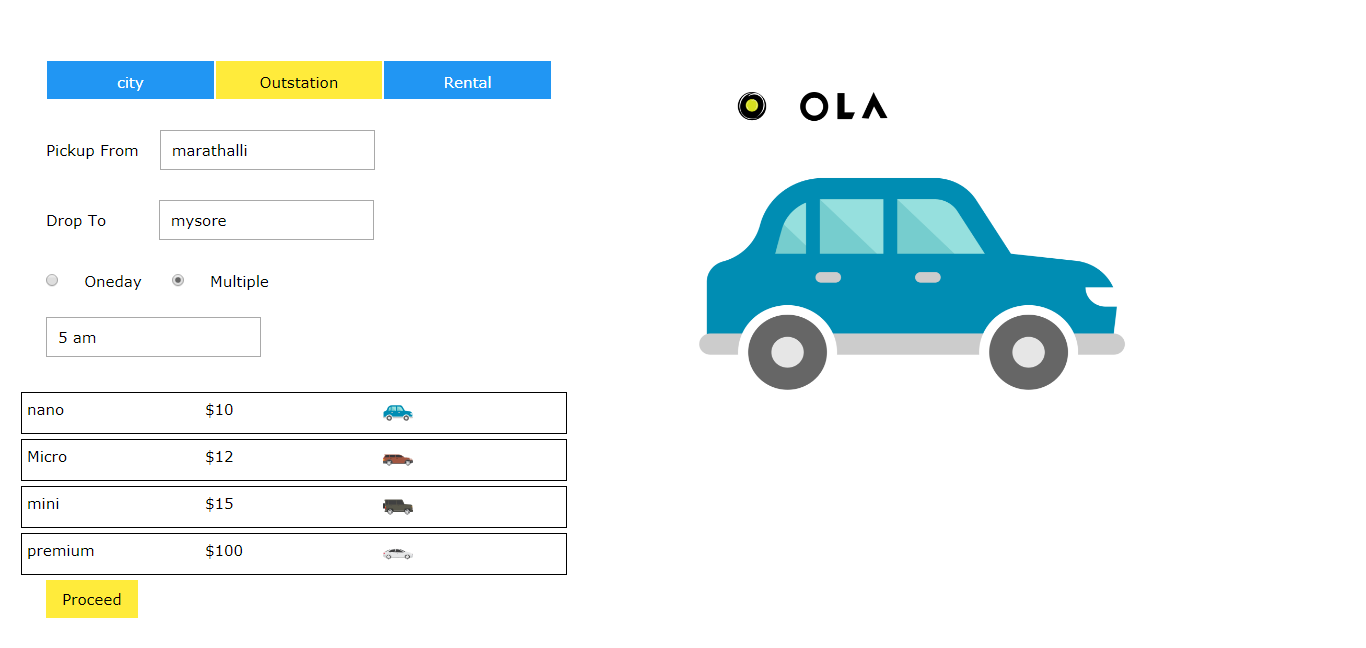 city Outstation Rental
OLA
Pickup From marathalli
Drop To mysore
Oneday Multiple
5 am
nano $10
Micro $12
mini $15
premium $100
Proceed